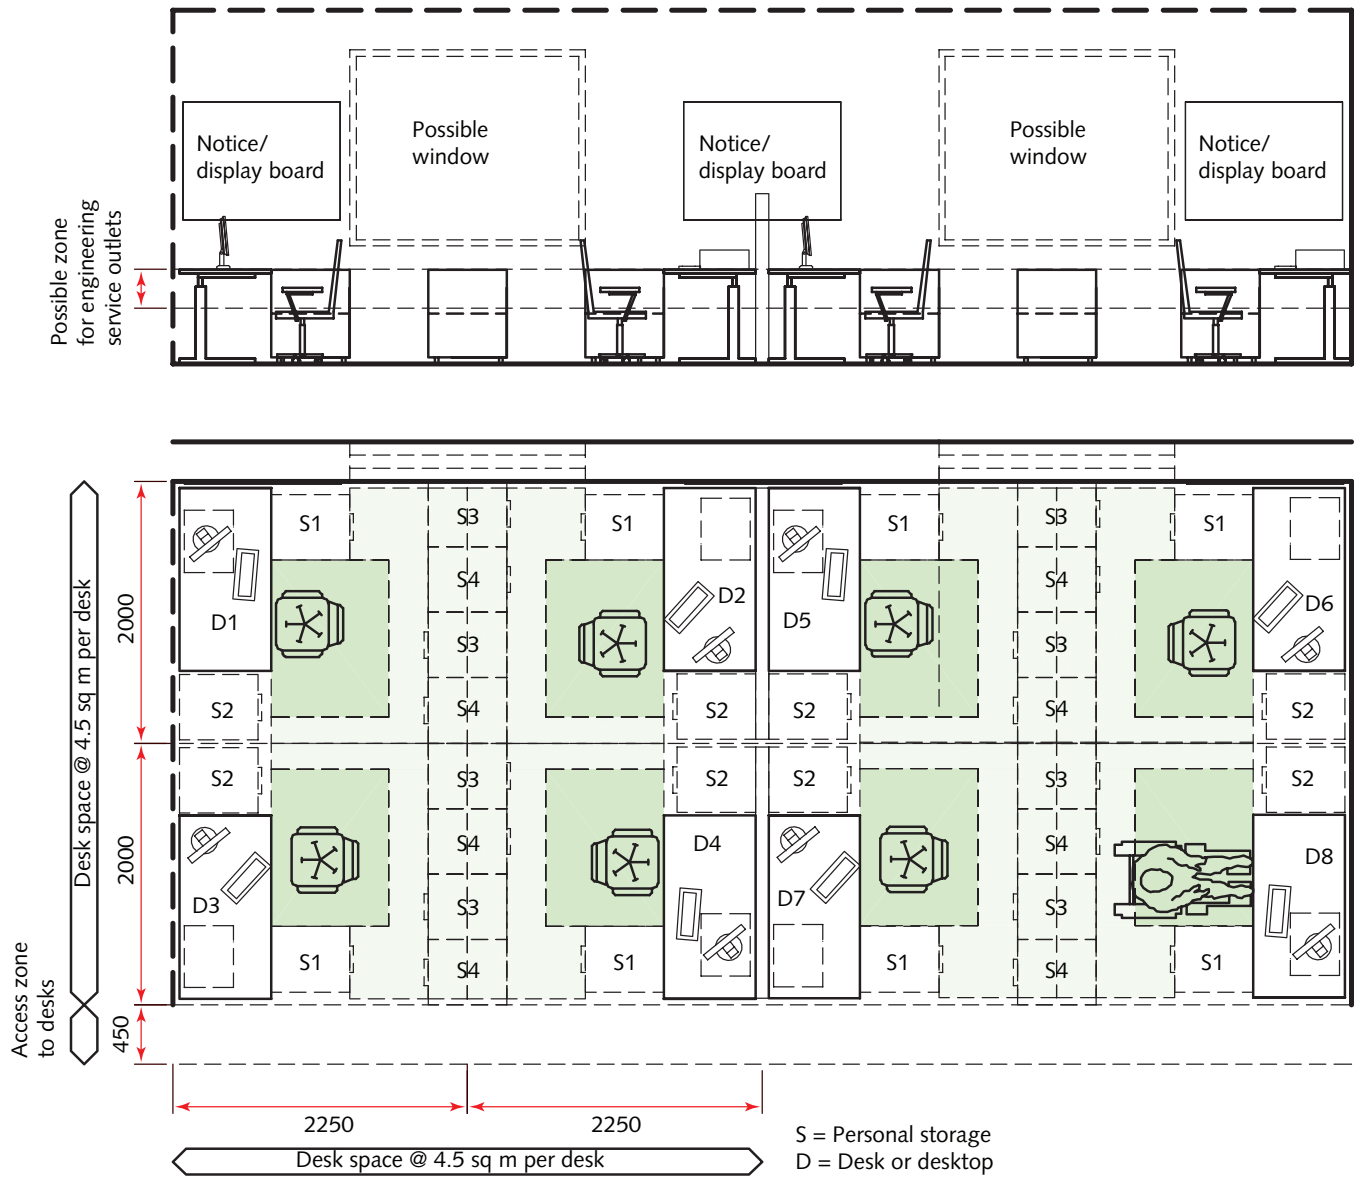 Notice/
display board
Possible
window
Notice/
display board
Possible
window
Notice/
display board
Possible zone
for engineering
service outlets
S1 S3 S1 S1 S3 S1
S4 S4
D1 D2 D5 D6
S3 S3
S2 S4 S2 S2 S4 S2
S2 S3 S2 S2 S3 S2
S4 D4 S4 D8
D3 S3 D7 S3
S1 S4 S1 S1 S4 S1
2000
2000
Desk space @ 4.5 sq m per desk
Access zone
to desks
450
2250 2250
Desk space @ 4.5 sq m per desk
S = Personal storage
D = Desk or desktop